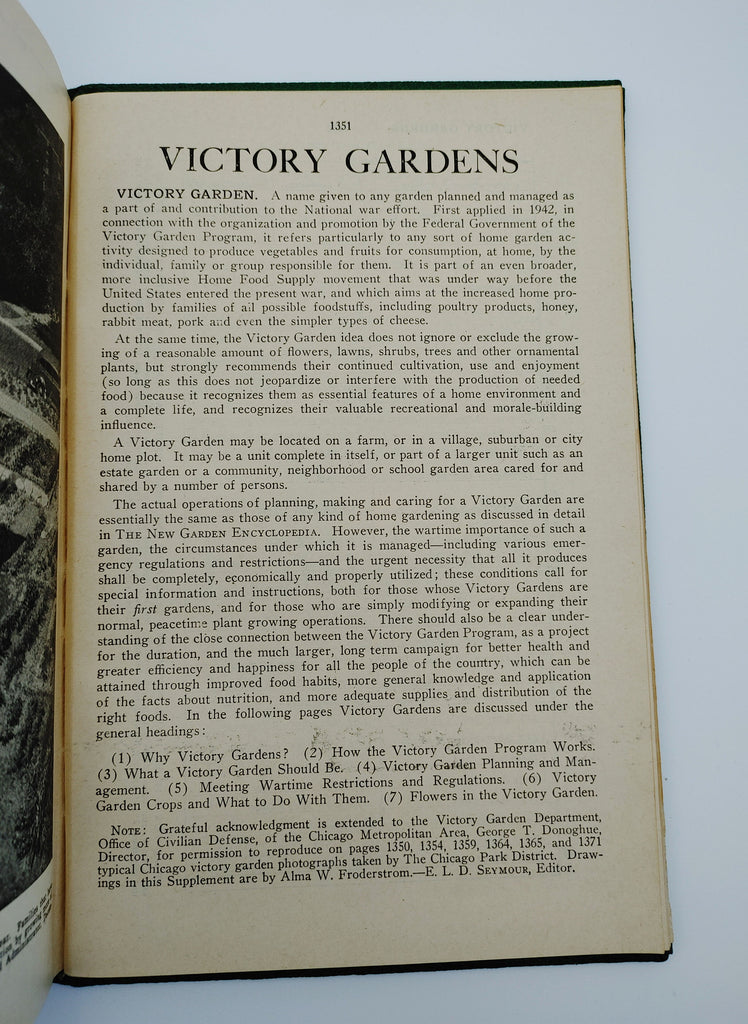 1351
VICTORY GARDENS
VICTORY GARDEN. A name given to any garden planned and managed as
a part of and contribution to the National war effort. First applied in 1942, in
connection with the organization and promotion by the Federal Government of the
Victory Garden Program, it refers particularly to any sort of home garden ac-
tivity designed to produce vegetables and fruits for consumption, at home, by the
individual, family or group responsible for them. It is part of an even broader,
more inclusive Home Food Supply movement that was under way before the
United States entered the present war, and which aims at the increased home pro-
duction by families of all possible foodstuffs, including poultry products, honey,
rabbit meat, pork and even the simpler types of cheese.
At the same time, the Victory Garden idea does not ignore or exclude the grow-
ing of a reasonable amount of flowers, lawns, shrubs, trees and other ornamental
plants, but strongly recommends their continued cultivation, use and enjoyment
(so long as this does not jeopardize or interfere with the production of needed
food) because it recognizes them as essential features of a home environment and
a complete life, and recognizes their valuable recreational and morale-building
influence.
A Victory Garden may be located on a farm, or in a village, suburban or city
home plot. It may be a unit complete in itself, or part of a larger unit such as an
estate garden or a community, neighborhood or school garden area cared for and
shared by a number of persons.
The actual operations of planning, making and caring for a Victory Garden are
essentially the same as those of any kind of home gardening as discussed in detail
in THE NEW GARDEN ENCYCLOPEDIA. However, the wartime importance of such a
garden, the circumstances under which it is managed—including various emer-
gency regulations and restrictions—and the urgent necessity that all it produces
shall be completely, economically and properly utilized; these conditions call for
special information and instructions, both for those whose Victory Gardens are
their first gardens, and for those who are simply modifying or expanding their
normal, peacetime plant growing operations. There should also be a clear under-
standing of the close connection between the Victory Garden Program, as a project
for the duration, and the much larger, long term campaign for better health and
greater efficiency and happiness for all the people of the country, which can be
attained through improved food habits, more general knowledge and application
of the facts about nutrition, and more adequate supplies and distribution of the
right foods. In the following pages Victory Gardens are discussed under the
general headings:
(1) Why Victory Gardens? (2) How the Victory Garden Program Works.
(3) What a Victory Garden Should Be. (4) Victory Garden Planning and Man-
agement. (5) Meeting Wartime Restrictions and Regulations. (6) Victory
Garden Crops and What to Do With Them. (7) Flowers in the Victory Garden.
NOTE: Grateful acknowledgment is extended to the Victory Garden Department,
Office of Civilian Defense, of the Chicago Metropolitan Area, George T. Donoghue,
Director, for permission to reproduce on pages 1350, 1354, 1359, 1364, 1365, and 1371
typical Chicago victory garden photographs taken by The Chicago Park District. Draw-
ings in this Supplement are by Alma W. Froderstrom.—E. L. D. SEYMOUR, Editor.